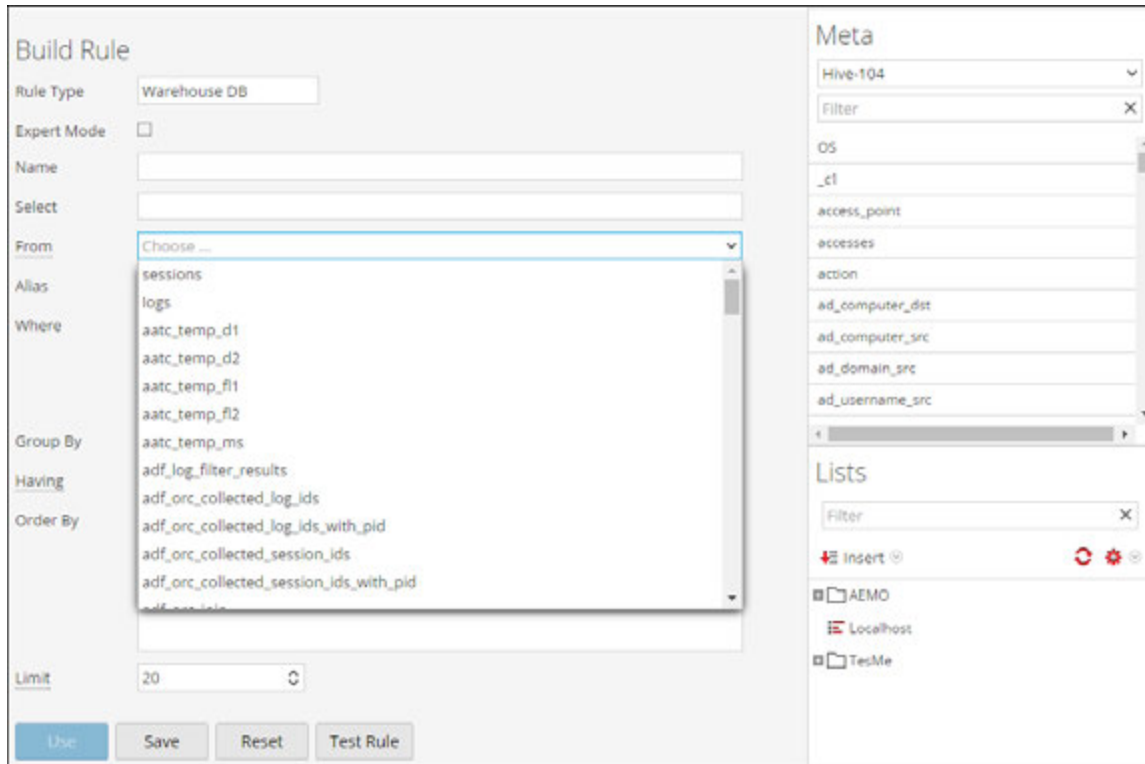 Build Rule
Rule Type
Warehouse DB
Expert Mode
Name
Select
From
Choose ...
sessions
logs
aatc_temp_d1
aatc_temp_d2
aatc_temp_fl1
aatc_temp_fl2
aatc_temp_ms
adf_log_filter_results
adf_orc_collected_log_ids
adf_orc_collected_log_ids_with_pid
adf_orc_collected_session_ids
adf_orc_collected_session_ids_with_pid
Alias
Where
Group By
Having
Order By
Limit
20
Use
Save
Reset
Test Rule
Meta
Hive-104
Filter
OS
_c1
access_point
accesses
action
ad_computer_dst
ad_computer_src
ad_domain_src
ad_username_src
Lists
Filter
Insert
AEMO
Localhost
TesMe